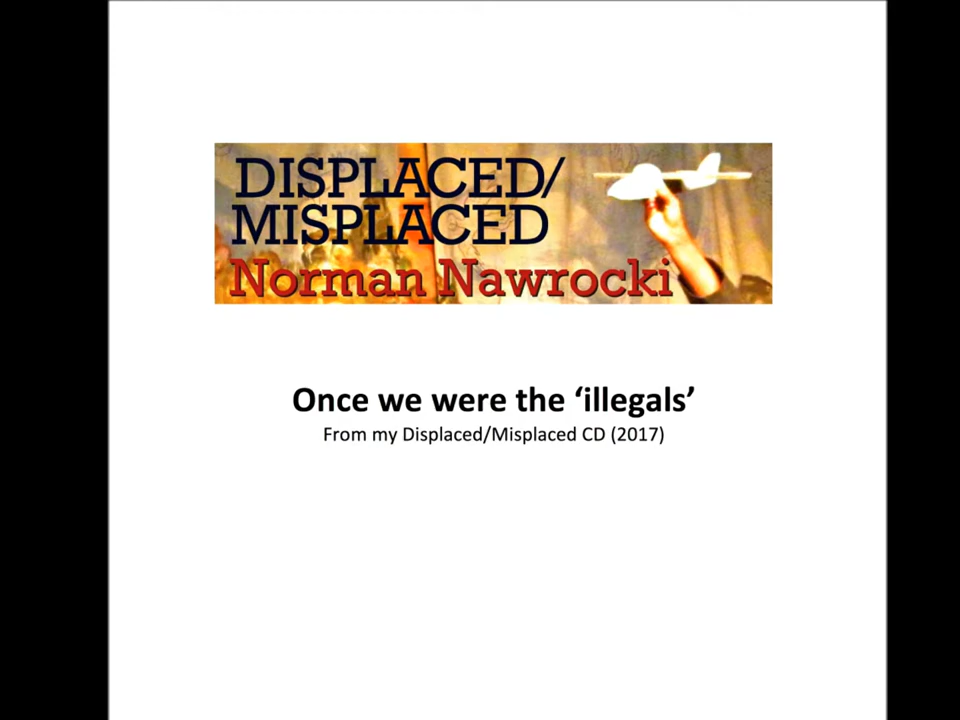 DISPLACED/
MISPLACED
Norman Nawrocki
Once we were the ‘illegals’
From my Displaced/Misplaced CD (2017)